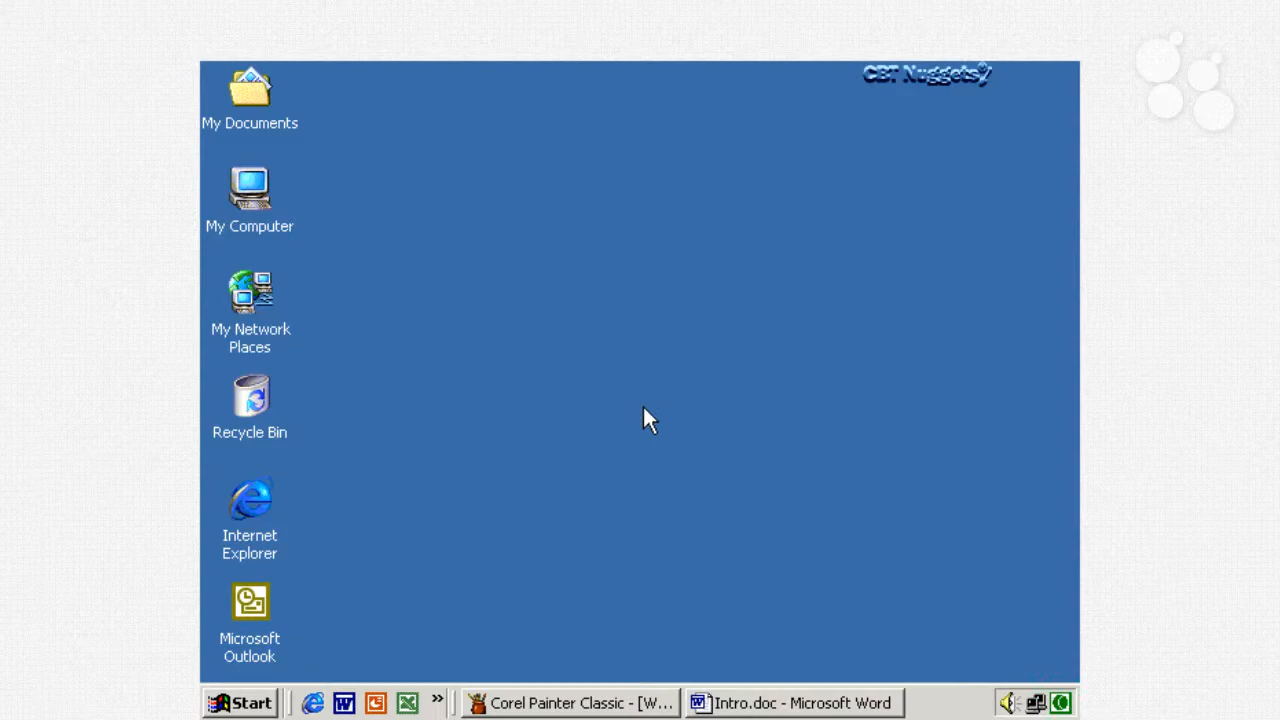 CBT Nuggets
My Documents
My Computer
My Network
Places
Recycle Bin
Internet
Explorer
Microsoft
Outlook
Start
»
Corel Painter Classic - [W...
Intro.doc - Microsoft Word